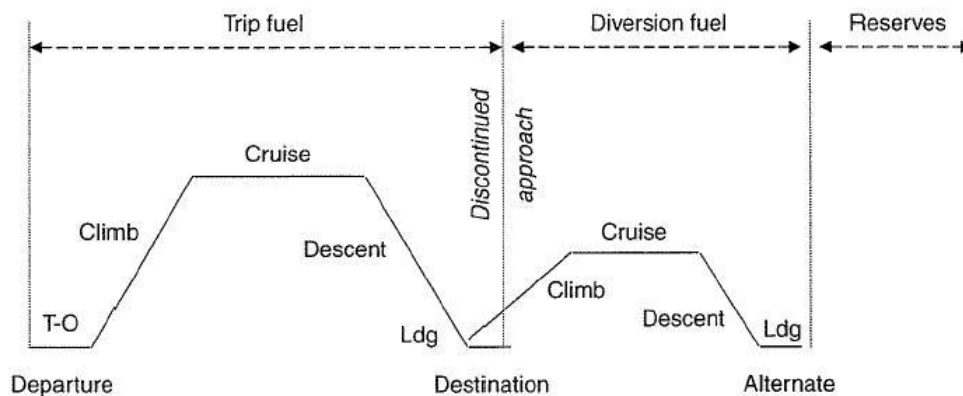 Trip fuel
Diversion fuel
Reserves
Discontinued
approach
Cruise
Climb
Descent
Cruise
Climb
Descent
T-O
Ldg
Ldg
Departure
Destination
Alternate